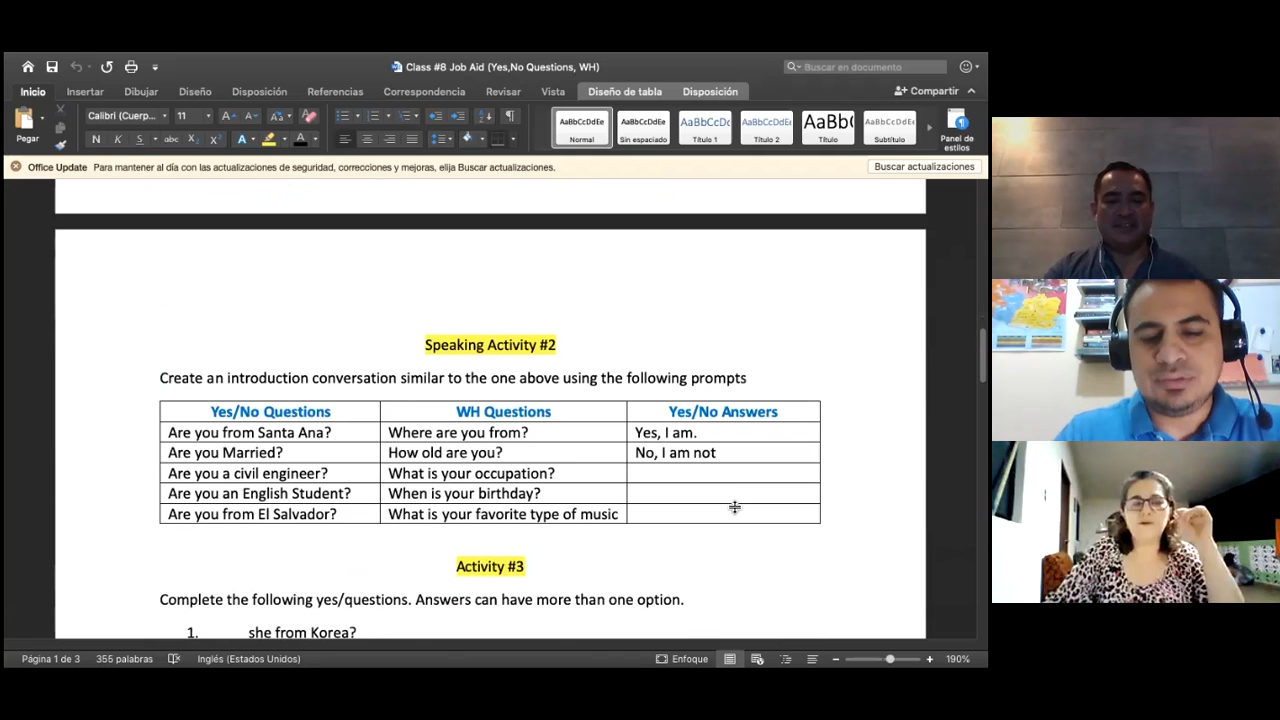 Class #8 Job Aid (Yes,No Questions, WH)
Buscar en documento
Inicio Insertar Dibujar Diseño Disposición Referencias Correspondencia Revisar Vista Diseño de tabla Disposición Compartir
Pegar
Calibri (Cuerp... 11
N K S abc X₂ X² A A
AaBbCcDdEe AaBbCcDdEe AaBbCcDc AaBbCcDdEe AaBbC AaBbCcDdEe
Normal Sin espaciado Título 1 Título 2 Título Subtítulo
Panel de
estilos
Office Update Para mantener al día con las actualizaciones de seguridad, correcciones y mejoras, elija Buscar actualizaciones.
Buscar actualizaciones
Speaking Activity #2
Create an introduction conversation similar to the one above using the following prompts
Yes/No Questions WH Questions Yes/No Answers
Are you from Santa Ana? Where are you from? Yes, I am.
Are you Married? How old are you? No, I am not
Are you a civil engineer? What is your occupation?
Are you an English Student? When is your birthday?
Are you from El Salvador? What is your favorite type of music
Activity #3
Complete the following yes/questions. Answers can have more than one option.
1. she from Korea?
Página 1 de 3 355 palabras Inglés (Estados Unidos) Enfoque 190%